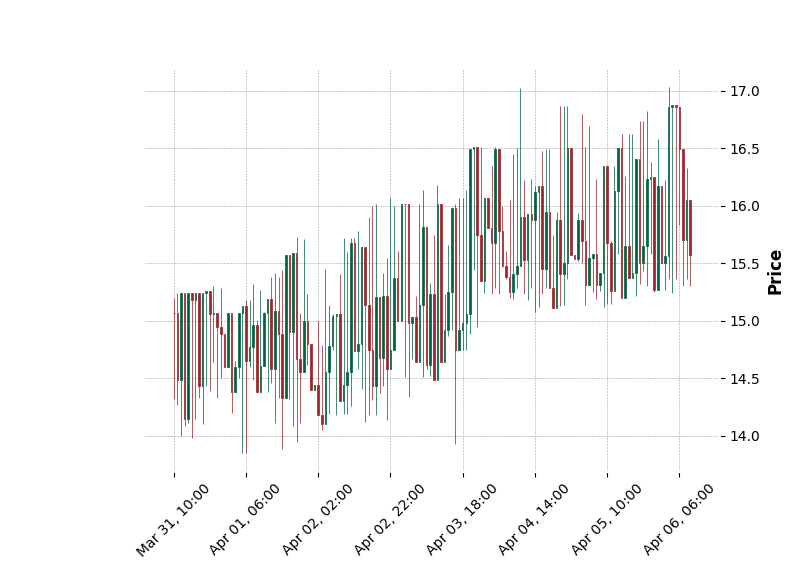 17.0
16.5
16.0
15.5
15.0
14.5
14.0
Price
Mar 31, 10:00
Apr 01, 06:00
Apr 02, 02:00
Apr 02, 22:00
Apr 03, 18:00
Apr 04, 14:00
Apr 05, 10:00
Apr 06, 06:00